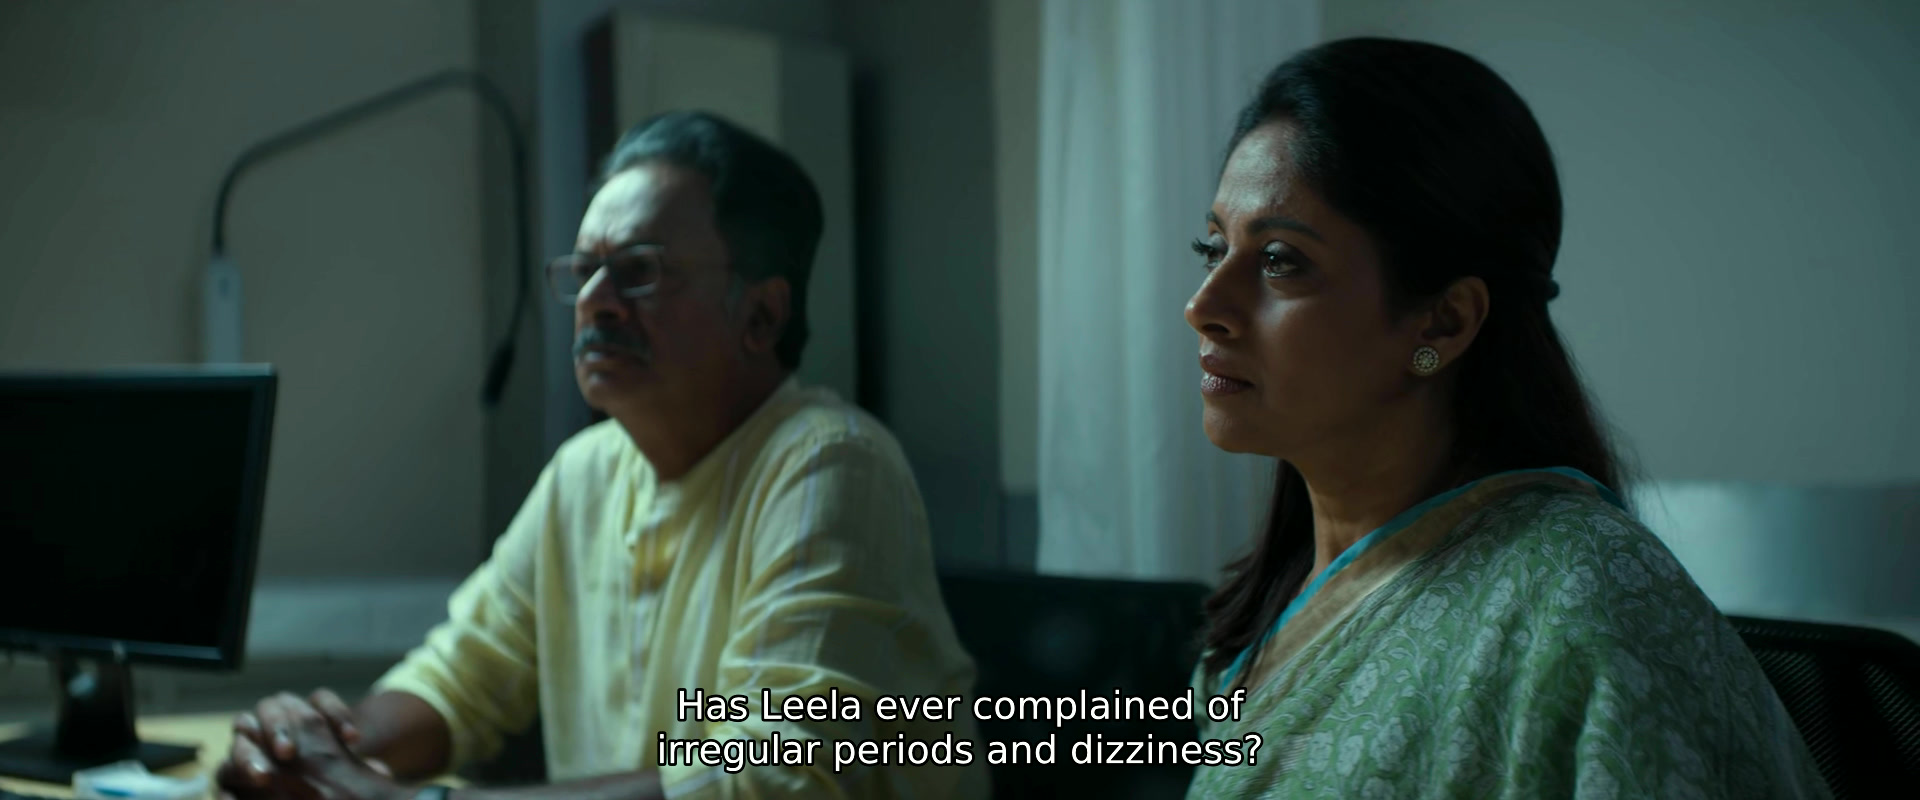 Has Leela ever complained of
irregular periods and dizziness?